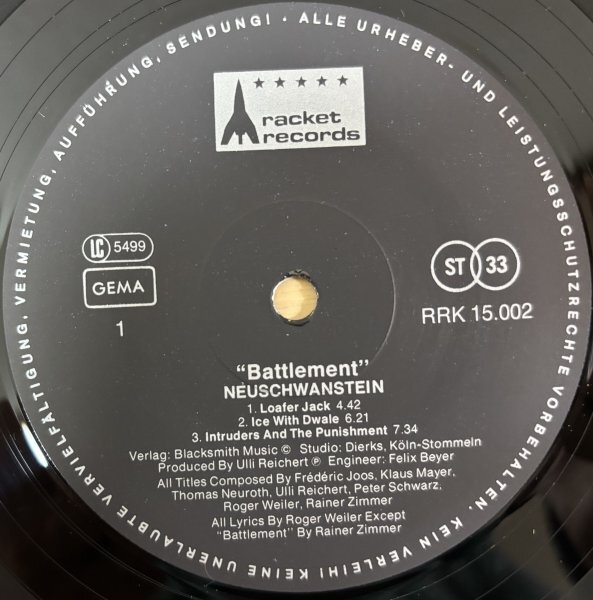 ALLE URHEBER- UND LEISTUNGSSCHUTZRECHTE VORBEHALTEN. KEIN VERLEIH! KEINE UNERLAUBTE VERVIELFÄLTIGUNG, VERMIETUNG, AUFFÜHRUNG, SENDUNG! ·
racket
records
LC 5499
GEMA
1
ST 33
RRK 15.002
“Battlement”
NEUSCHWANSTEIN
1. Loafer Jack 4.42
2. Ice With Dwale 6.21
3. Intruders And The Punishment 7.34
Verlag: Blacksmith Music © Studio: Dierks, Köln-Stommeln
Produced By Ulli Reichert ℗ Engineer: Felix Beyer
All Titles Composed By Frédéric Joos, Klaus Mayer,
Thomas Neuroth, Ulli Reichert, Peter Schwarz,
Roger Weiler, Rainer Zimmer
All Lyrics By Roger Weiler Except
“Battlement” By Rainer Zimmer